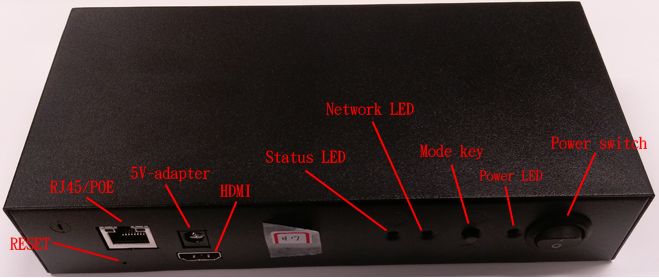 Network LED
Status LED
Mode key
Power switch
5V-adapter
Power LED
RJ45/POE
HDMI
RESET